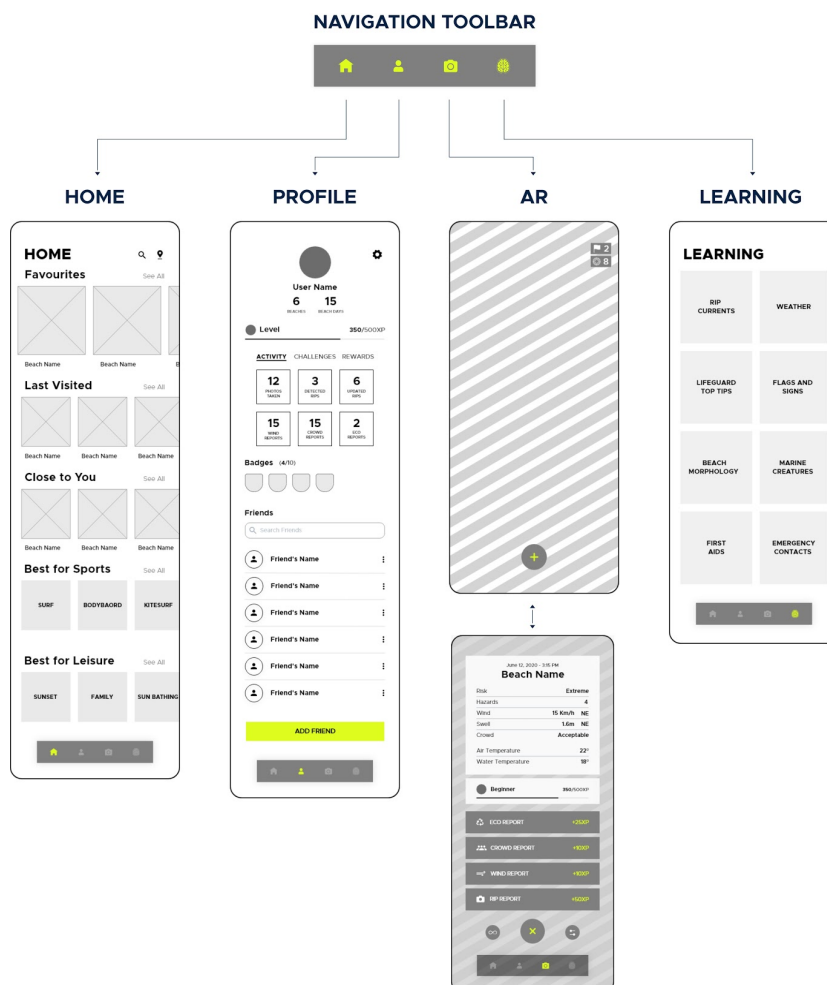 NAVIGATION TOOLBAR
HOME
PROFILE
AR
LEARNING
HOME
Favourites See All
Beach Name Beach Name B
Last Visited See All
Beach Name Beach Name Beach Name
Close to You See All
Beach Name Beach Name Beach Name
Best for Sports See All
SURF BODYBAORD KITESURF
Best for Leisure See All
SUNSET FAMILY SUN BATHING
User Name
6 15
BEACHES BEACH DAYS
Level 350/500XP
ACTIVITY CHALLENGES REWARDS
12 3 6
PHOTOS DETECTED UPDATED
TAKEN RIPS RIPS
15 15 2
WIND CROWD ECO
REPORTS REPORTS REPORTS
Badges (4/10)
Friends
Search Friends
Friend's Name
Friend's Name
Friend's Name
Friend's Name
Friend's Name
Friend's Name
ADD FRIEND
2
8
+
June 12, 2020 - 3:15 PM
Beach Name
Risk Extreme
Hazards 4
Wind 15 Km/h NE
Swell 1.6m NE
Crowd Acceptable
Air Temperature 22°
Water Temperature 18°
Beginner 350/500XP
ECO REPORT +25XP
CROWD REPORT +10XP
WIND REPORT +10XP
RIP REPORT +50XP
LEARNING
RIP
CURRENTS
WEATHER
LIFEGUARD
TOP TIPS
FLAGS AND
SIGNS
BEACH
MORPHOLOGY
MARINE
CREATURES
FIRST
AIDS
EMERGENCY
CONTACTS